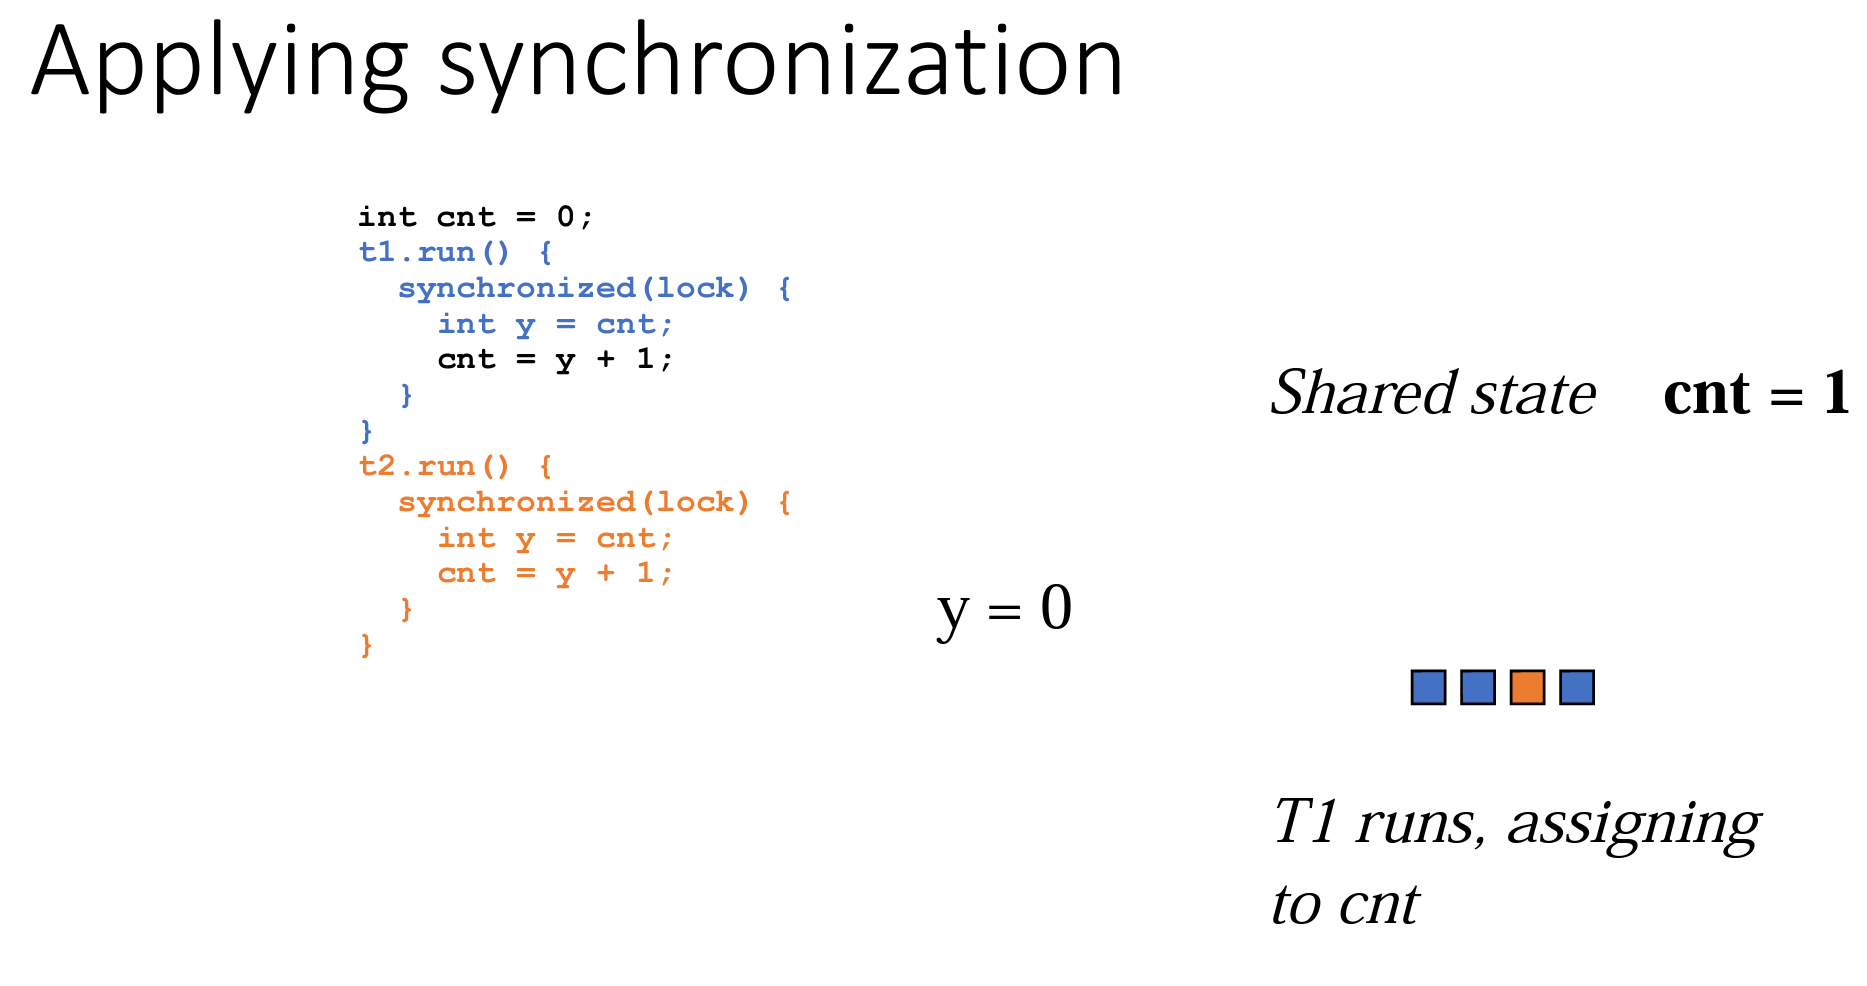 Applying synchronization
int cnt = 0;
t1.run() {
  synchronized(lock) {
    int y = cnt;
    cnt = y + 1;
  }
}
t2.run() {
  synchronized(lock) {
    int y = cnt;
    cnt = y + 1;
  }
}
y = 0
Shared state cnt = 1
T1 runs, assigning
to cnt